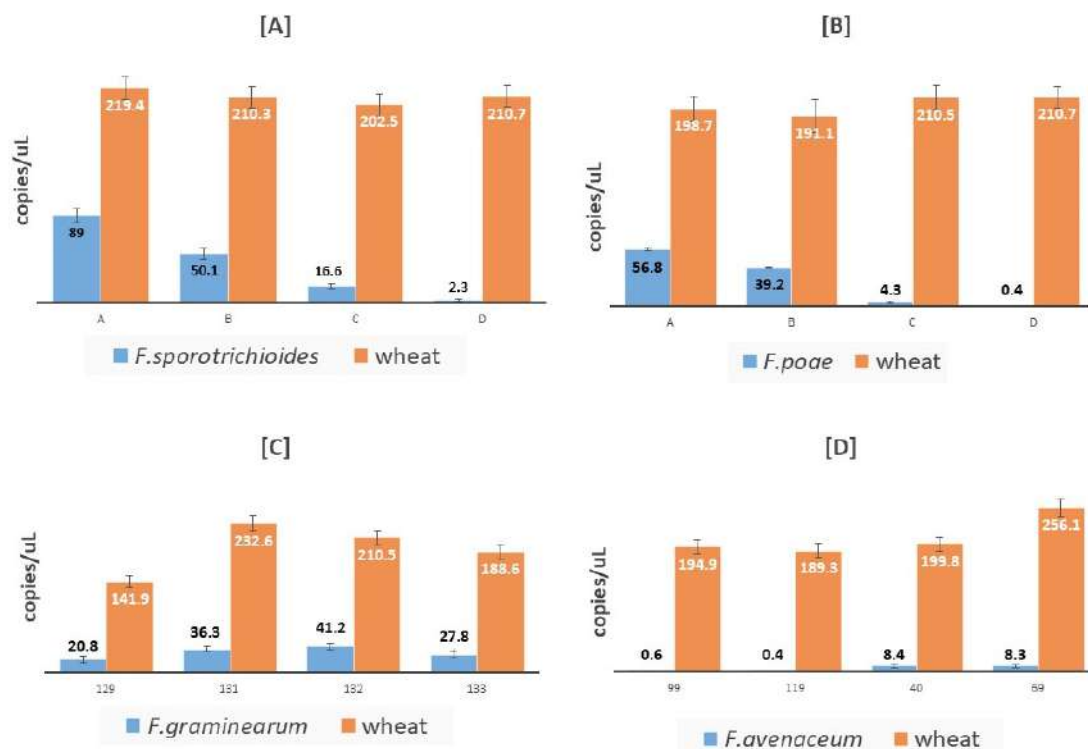 [A]
copies/uL
219.4
210.3
202.5
210.7
89
50.1
16.6
2.3
A B C D
F.sporotrichioides wheat
[B]
copies/uL
198.7
191.1
210.5
210.7
56.8
39.2
4.3
0.4
A B C D
F.poae wheat
[C]
copies/uL
141.9
232.6
210.5
188.6
20.8
36.3
41.2
27.8
129 131 132 133
F.graminearum wheat
[D]
copies/uL
194.9
189.3
199.8
256.1
0.6
0.4
8.4
8.3
99 119 40 69
F.avenaceum wheat